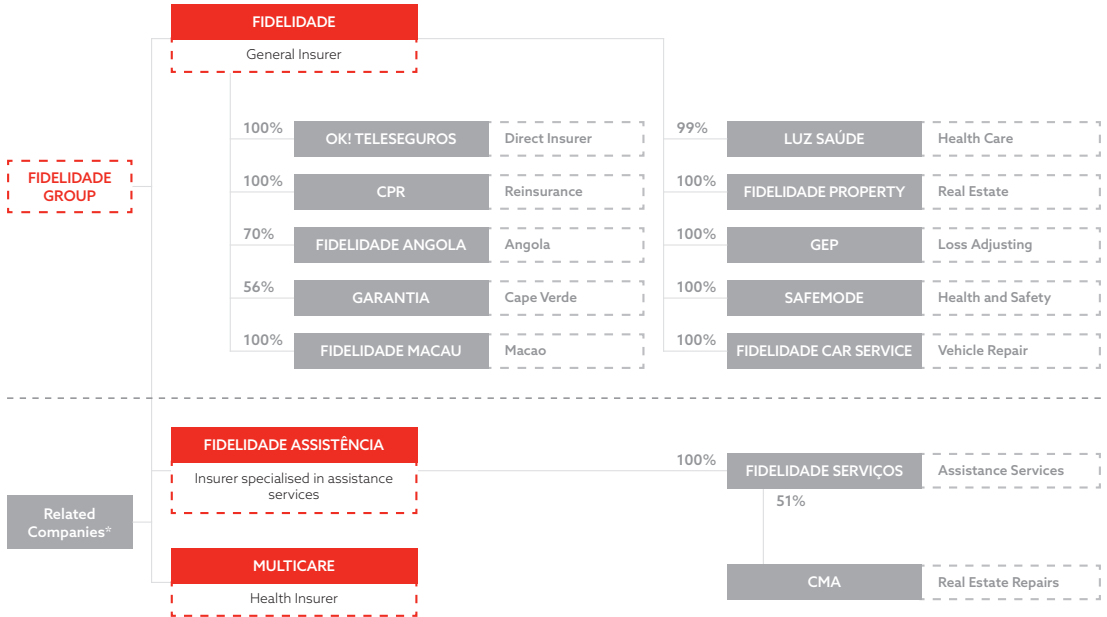 FIDELIDADE
General Insurer
FIDELIDADE
GROUP
100%
OK! TELESEGUROS
Direct Insurer
100%
CPR
Reinsurance
70%
FIDELIDADE ANGOLA
Angola
56%
GARANTIA
Cape Verde
100%
FIDELIDADE MACAU
Macao
99%
LUZ SAÚDE
Health Care
100%
FIDELIDADE PROPERTY
Real Estate
100%
GEP
Loss Adjusting
100%
SAFEMODE
Health and Safety
100%
FIDELIDADE CAR SERVICE
Vehicle Repair
Related
Companies*
FIDELIDADE ASSISTÊNCIA
Insurer specialised in assistance
services
100%
FIDELIDADE SERVIÇOS
Assistance Services
51%
MULTICARE
Health Insurer
CMA
Real Estate Repairs